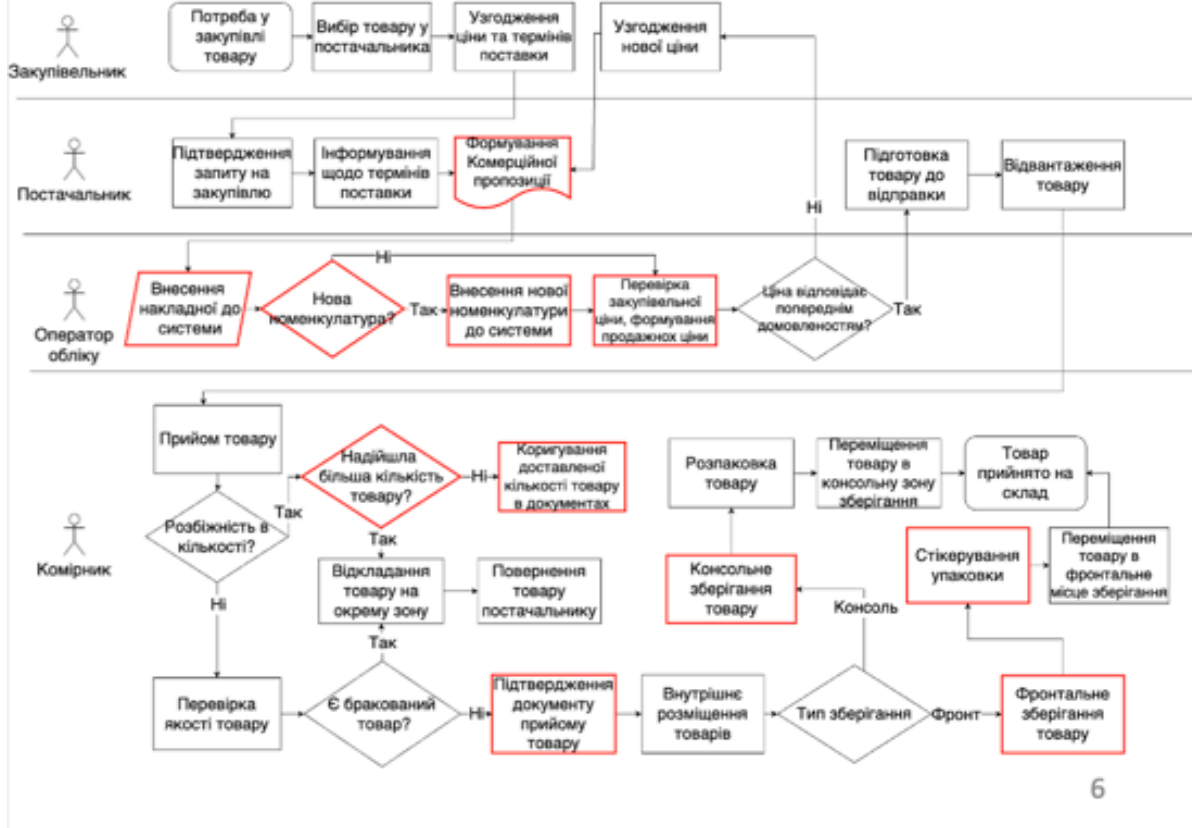 Закупівельник
Потреба у
закупівлі
товару
Вибір товару у
постачальника
Узгодження
ціни та термінів
поставки
Узгодження
нової ціни
Постачальник
Підтвердження
запиту на
закупівлю
Інформування
щодо термінів
поставки
Формування
Комерційної
пропозиції
Ні
Підготовка
товару до
відправки
Відвантаження
товару
Оператор
обліку
Внесення
накладної до
системи
Ні
Нова
номенкулатура?
Так
Внесення нової
номенкулатури
до системи
Перевірка
закупівельної
ціни, формування
продажних ціни
Ціна відповідає
попереднім
домовленостям?
Так
Комірник
Прийом товару
Розбіжність в
кількості?
Так
Ні
Надійшла
більша кількість
товару?
Ні
Коригування
доставленої
кількості товару
в документах
Так
Відкладання
товару на
окрему зону
Повернення
товару
постачальнику
Так
Перевірка
якості товару
Є бракований
товар?
Ні
Підтвердження
документу
прийому
товару
Внутрішнє
розміщення
товарів
Тип зберігання
Консоль
Фронт
Консольне
зберігання
товару
Розпаковка
товару
Переміщення
товару в
консольну зону
зберігання
Товар
прийнято на
склад
Фронтальне
зберігання
товару
Стікерування
упаковки
Переміщення
товару в
фронтальне
місце зберігання
6